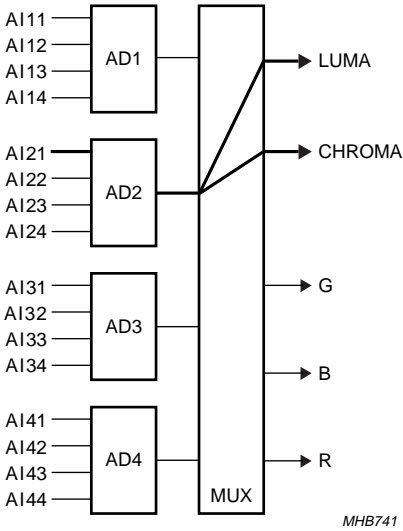 AI11
AI12
AI13
AI14
AD1
AI21
AI22
AI23
AI24
AD2
AI31
AI32
AI33
AI34
AD3
AI41
AI42
AI43
AI44
AD4
MUX
LUMA
CHROMA
G
B
R
MHB741